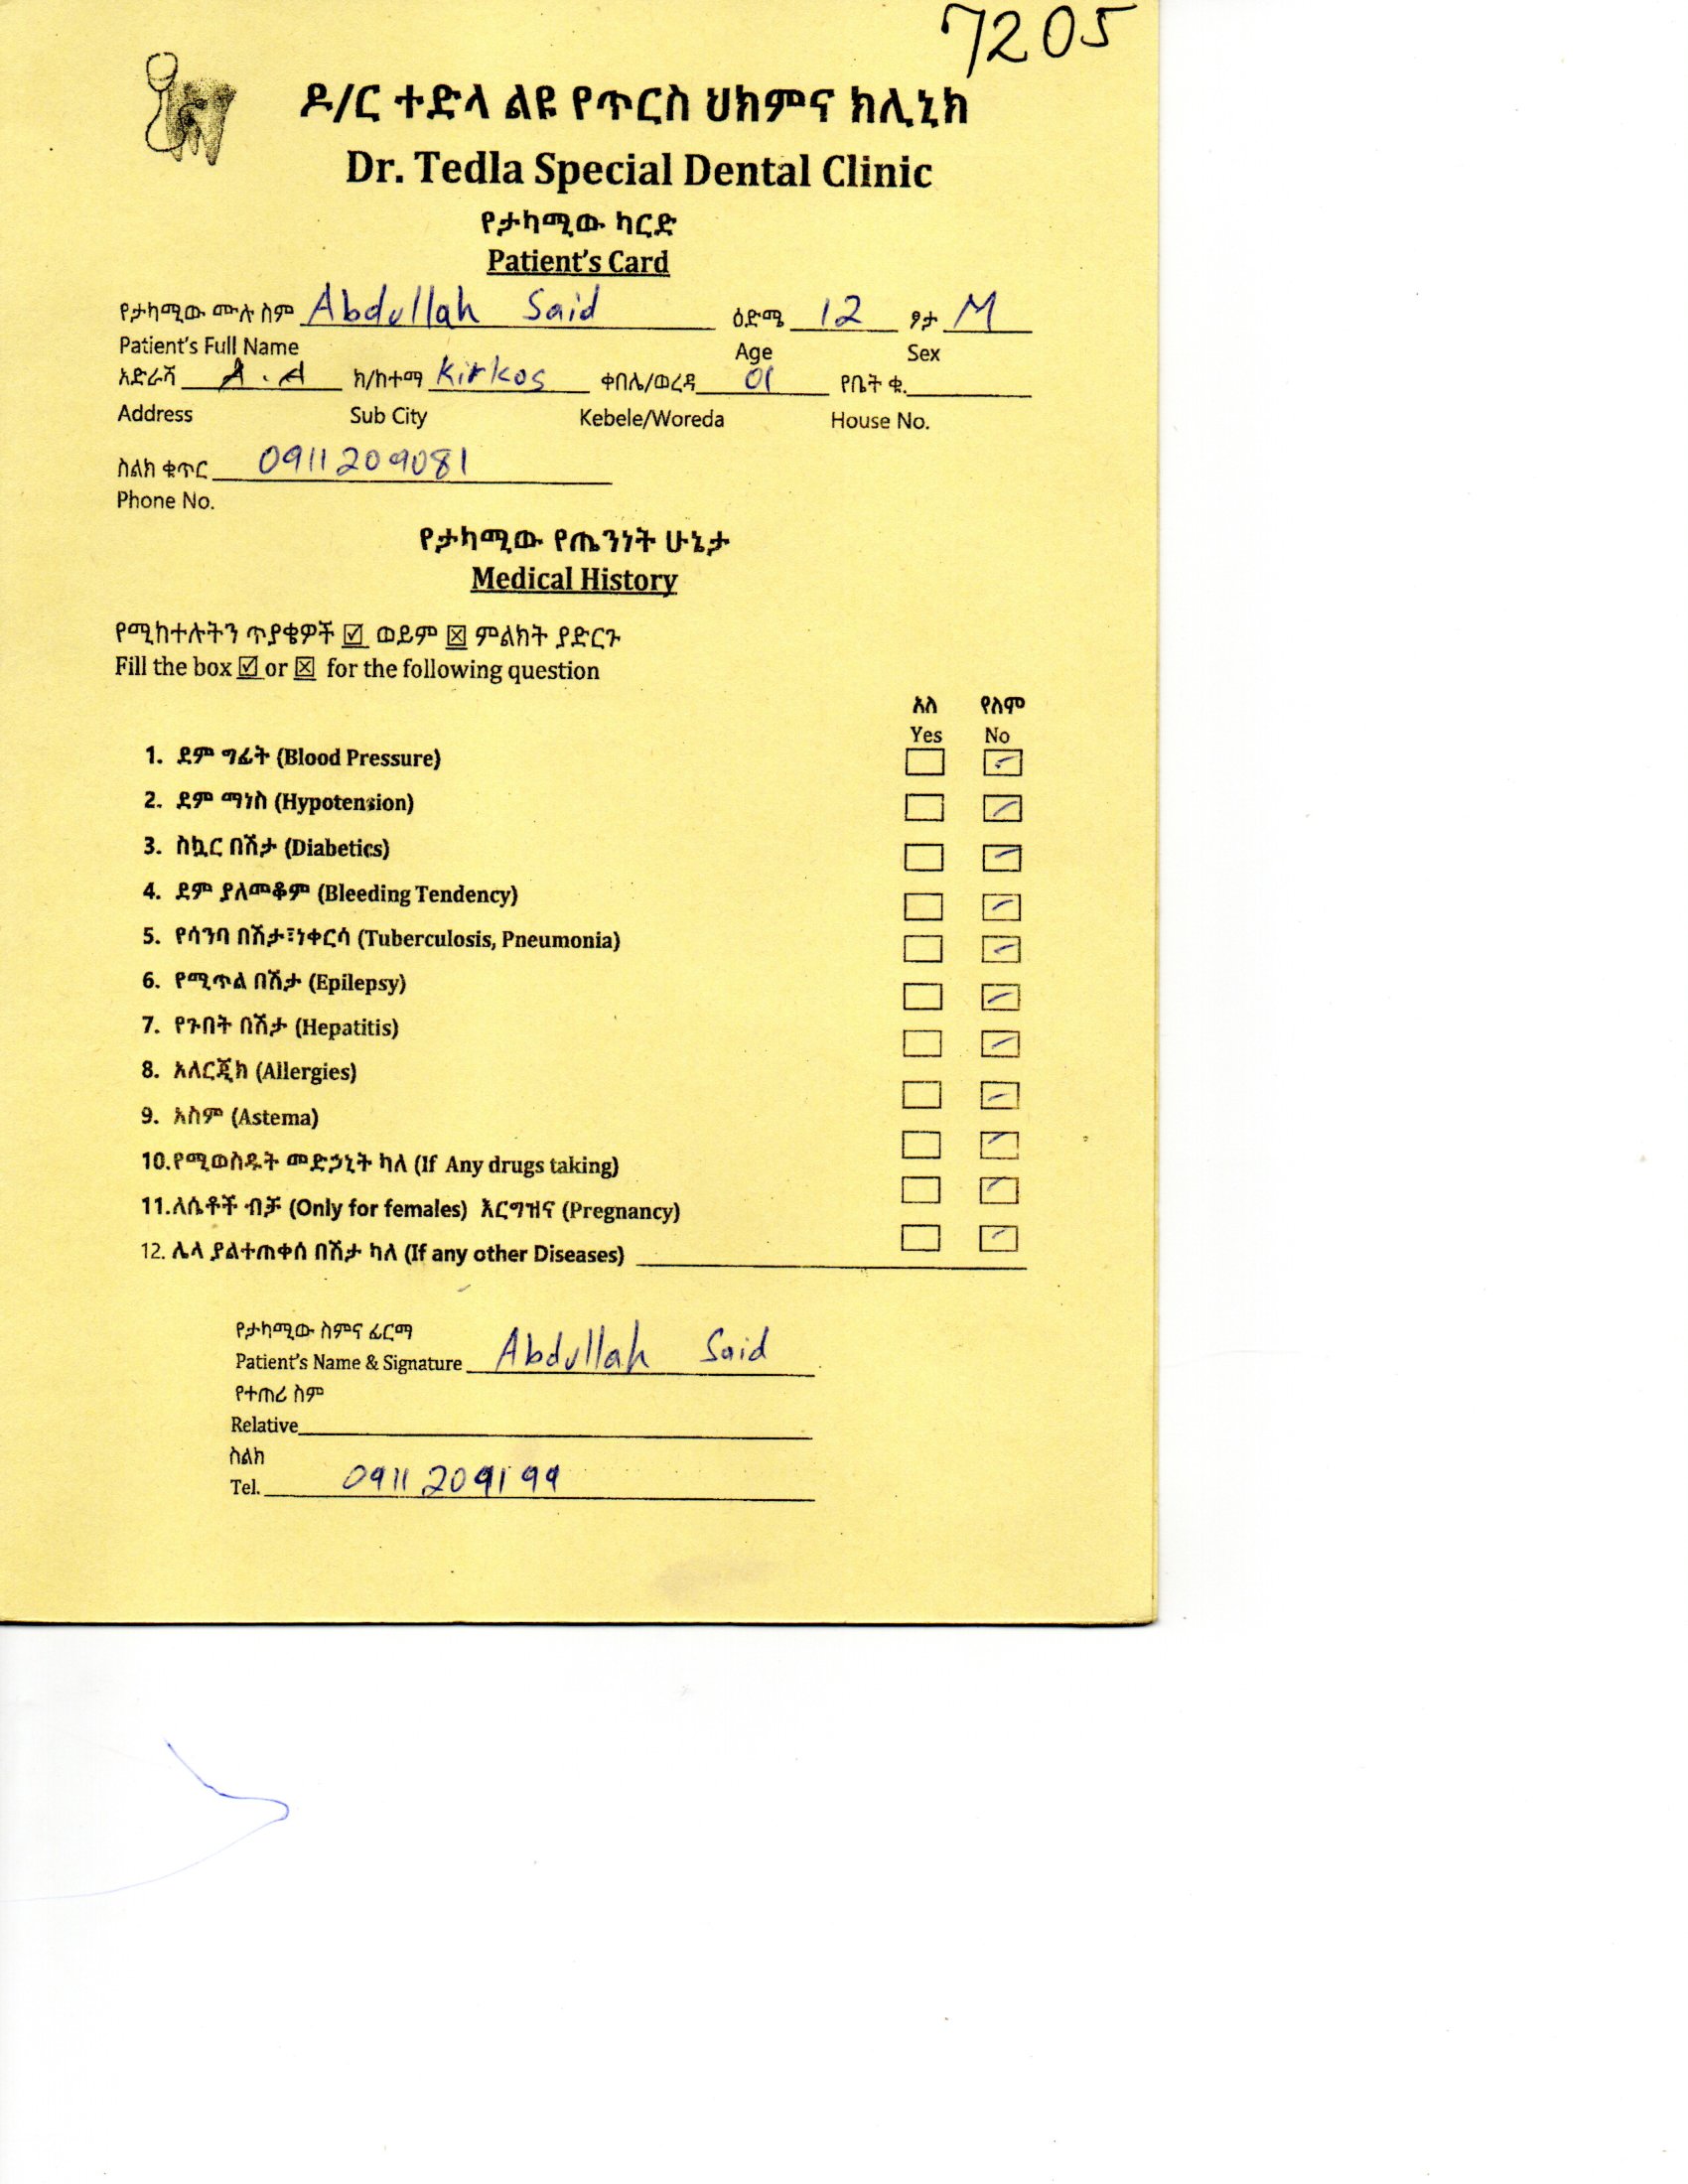 7205
ዶ/ር ተድላ ልዩ የጥርስ ህክምና ክሊኒክ
Dr. Tedla Special Dental Clinic
የታካሚው ካርድ
Patient's Card
የታካሚው ሙሉ ስም Abdullah Said ዕድሜ 12 ፆታ M
Patient's Full Name Age Sex
አድራሻ A.A ክ/ከተማ Kirkos ቀበሌ/ወረዳ 01 የቤት ቁ.
Address Sub City Kebele/Woreda House No.
ስልክ ቁጥር 0911209081
Phone No.
የታካሚው የጤንነት ሁኔታ
Medical History
የሚከተሉትን ጥያቄዎች ☑ ወይም ☒ ምልክት ያድርጉ
Fill the box ☑ or ☒ for the following question
አለ የለም
Yes No
1. ደም ግፊት (Blood Pressure)
2. ደም ማነስ (Hypotension)
3. ስኳር በሽታ (Diabetics)
4. ደም ያለመቆም (Bleeding Tendency)
5. የሳንባ በሽታ፣ነቀርሳ (Tuberculosis, Pneumonia)
6. የሚጥል በሽታ (Epilepsy)
7. የጉበት በሽታ (Hepatitis)
8. አለርጂክ (Allergies)
9. አስም (Astema)
10.የሚወስዱት መድኃኒት ካለ (If Any drugs taking)
11.ለሴቶች ብቻ (Only for females) እርግዝና (Pregnancy)
12. ሌላ ያልተጠቀሰ በሽታ ካለ (If any other Diseases)
የታካሚው ስምና ፊርማ
Patient's Name & Signature Abdullah Said
የተጠሪ ስም
Relative
ስልክ
Tel. 0911209199